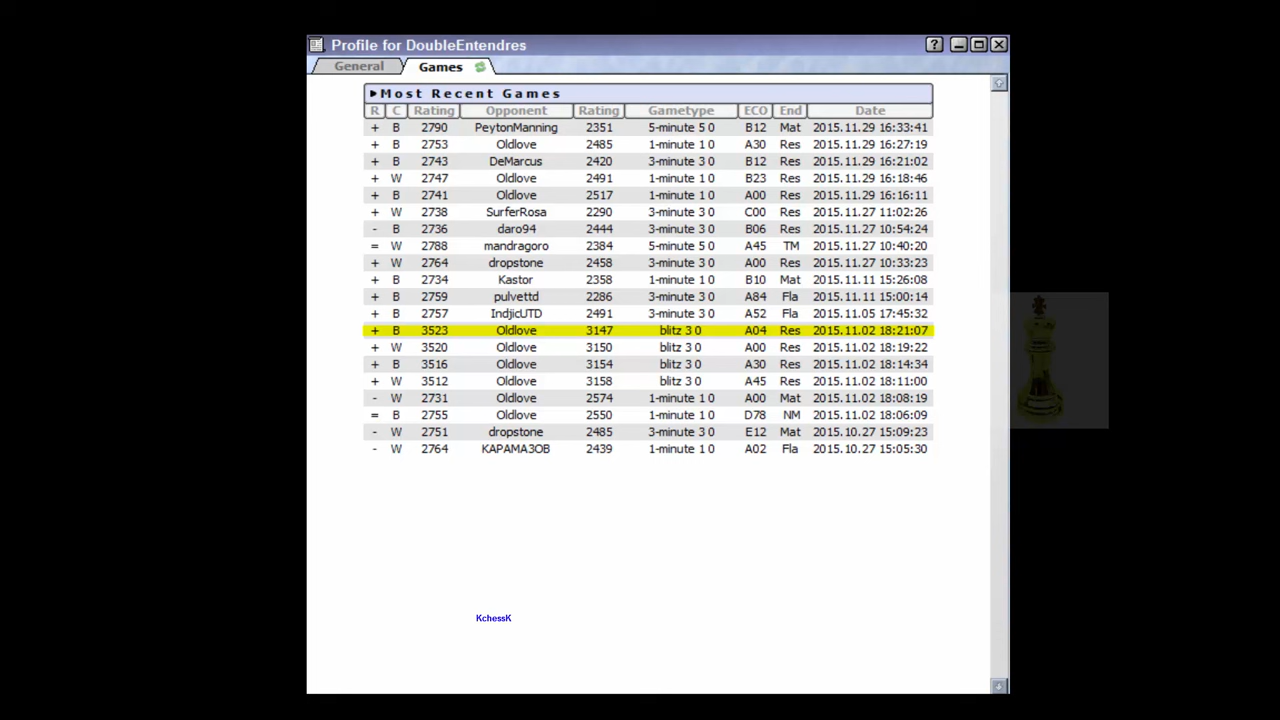 Profile for DoubleEntendres
General Games
Most Recent Games
R C Rating Opponent Rating Gametype ECO End Date
+ B 2790 PeytonManning 2351 5-minute 5 0 B12 Mat 2015.11.29 16:33:41
+ B 2753 Oldlove 2485 1-minute 1 0 A30 Res 2015.11.29 16:27:19
+ B 2743 DeMarcus 2420 3-minute 3 0 B12 Res 2015.11.29 16:21:02
+ W 2747 Oldlove 2491 1-minute 1 0 B23 Res 2015.11.29 16:18:46
+ B 2741 Oldlove 2517 1-minute 1 0 A00 Res 2015.11.29 16:16:11
+ W 2738 SurferRosa 2290 3-minute 3 0 C00 Res 2015.11.27 11:02:26
- B 2736 daro94 2444 3-minute 3 0 B06 Res 2015.11.27 10:54:24
= W 2788 mandragoro 2384 5-minute 5 0 A45 TM 2015.11.27 10:40:20
+ W 2764 dropstone 2458 3-minute 3 0 A00 Res 2015.11.27 10:33:23
+ B 2734 Kastor 2358 1-minute 1 0 B10 Mat 2015.11.11 15:26:08
+ B 2759 pulvettd 2286 3-minute 3 0 A84 Fla 2015.11.11 15:00:14
+ B 2757 IndjicUTD 2491 3-minute 3 0 A52 Fla 2015.11.05 17:45:32
+ B 3523 Oldlove 3147 blitz 3 0 A04 Res 2015.11.02 18:21:07
+ W 3520 Oldlove 3150 blitz 3 0 A00 Res 2015.11.02 18:19:22
+ B 3516 Oldlove 3154 blitz 3 0 A30 Res 2015.11.02 18:14:34
+ W 3512 Oldlove 3158 blitz 3 0 A45 Res 2015.11.02 18:11:00
- W 2731 Oldlove 2574 1-minute 1 0 A00 Mat 2015.11.02 18:08:19
= B 2755 Oldlove 2550 1-minute 1 0 D78 NM 2015.11.02 18:06:09
- W 2751 dropstone 2485 3-minute 3 0 E12 Mat 2015.10.27 15:09:23
- W 2764 KAPAMA3OB 2439 1-minute 1 0 A02 Fla 2015.10.27 15:05:30
KchessK